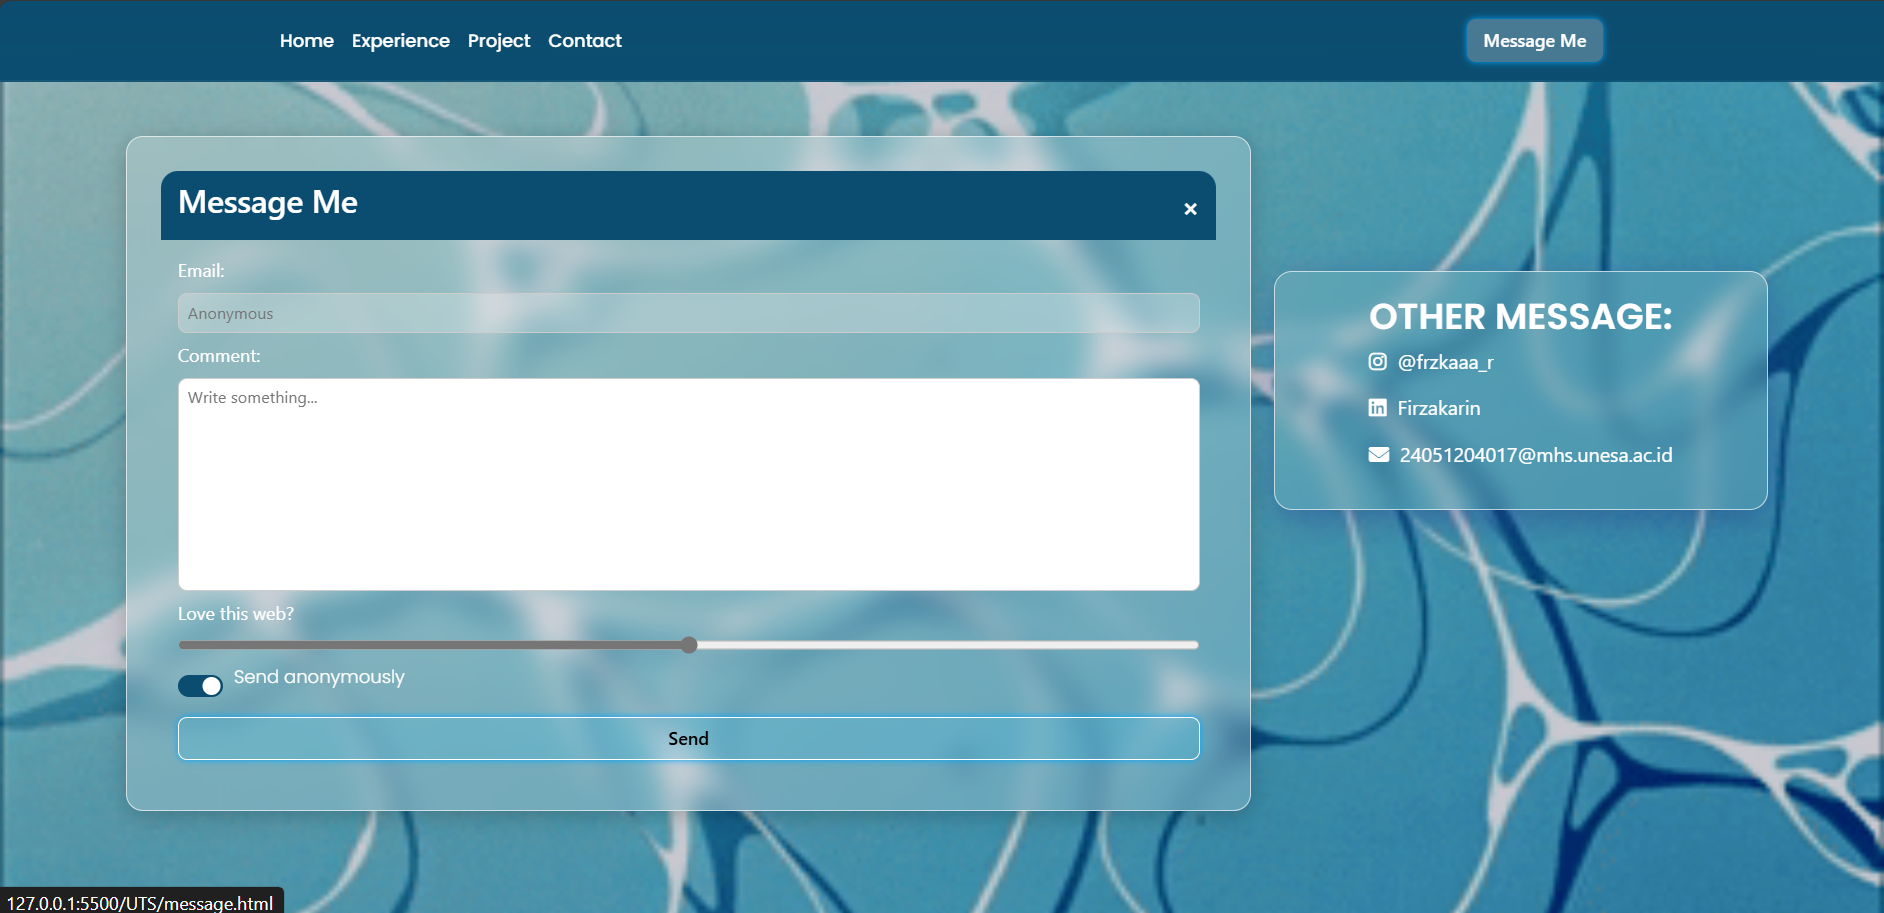 Home Experience Project Contact Message Me
Message Me
×
Email:
Anonymous
Comment:
Write something...
Love this web?
Send anonymously
Send
OTHER MESSAGE:
@frzkaaa_r
Firzakarin
24051204017@mhs.unesa.ac.id
127.0.0.1:5500/UTS/message.html